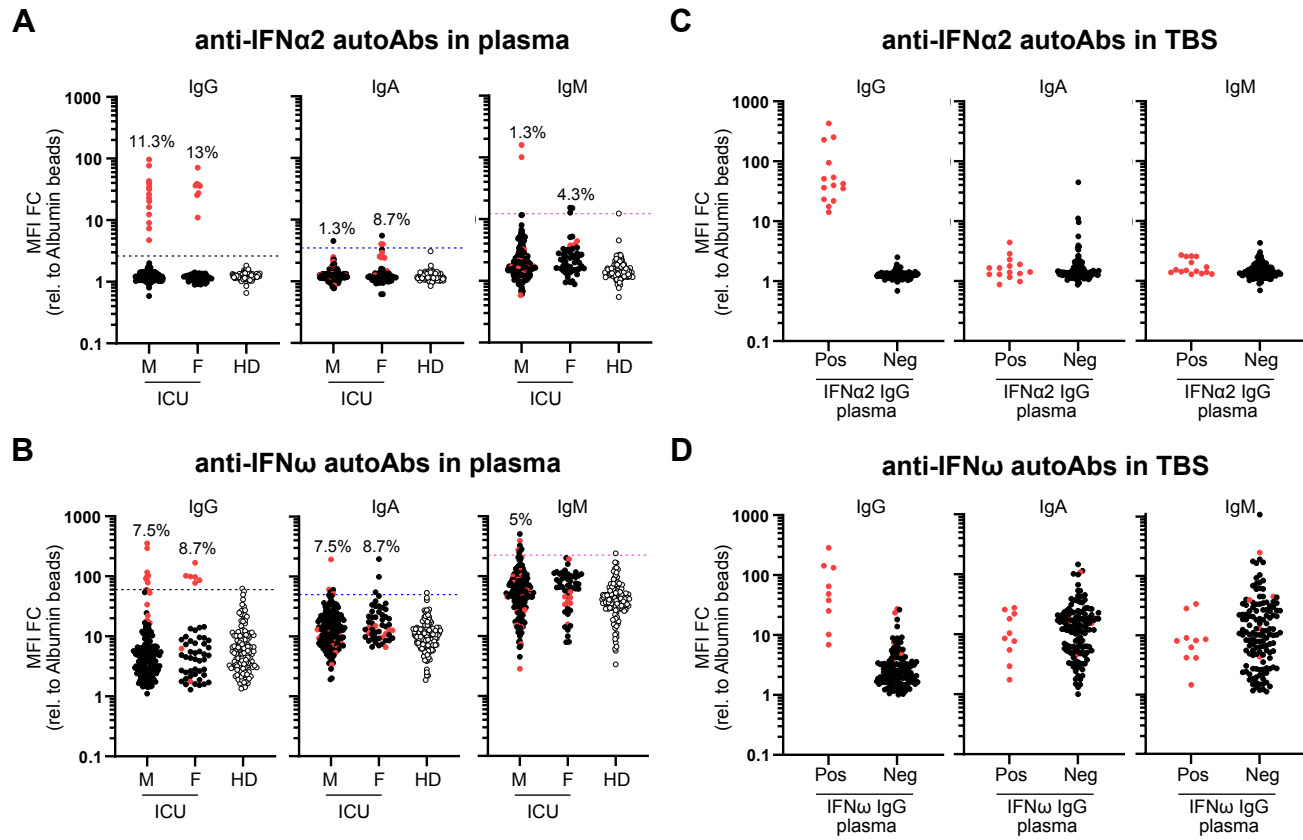 A
anti-IFNα2 autoAbs in plasma
IgG
IgA
IgM
MFI FC
(rel. to Albumin beads)
1000
100
10
1
0.1
11.3%
13%
1.3%
8.7%
1.3%
4.3%
M
F
HD
M
F
HD
M
F
HD
ICU
ICU
ICU
B
anti-IFNω autoAbs in plasma
IgG
IgA
IgM
MFI FC
(rel. to Albumin beads)
1000
100
10
1
0.1
7.5%
8.7%
7.5%
8.7%
5%
M
F
HD
M
F
HD
M
F
HD
ICU
ICU
ICU
C
anti-IFNα2 autoAbs in TBS
IgG
IgA
IgM
MFI FC
(rel. to Albumin beads)
1000
100
10
1
0.1
Pos
Neg
Pos
Neg
Pos
Neg
IFNα2 IgG
plasma
IFNα2 IgG
plasma
IFNα2 IgG
plasma
D
anti-IFNω autoAbs in TBS
IgG
IgA
IgM
MFI FC
(rel. to Albumin beads)
1000
100
10
1
0.1
Pos
Neg
Pos
Neg
Pos
Neg
IFNω IgG
plasma
IFNω IgG
plasma
IFNω IgG
plasma